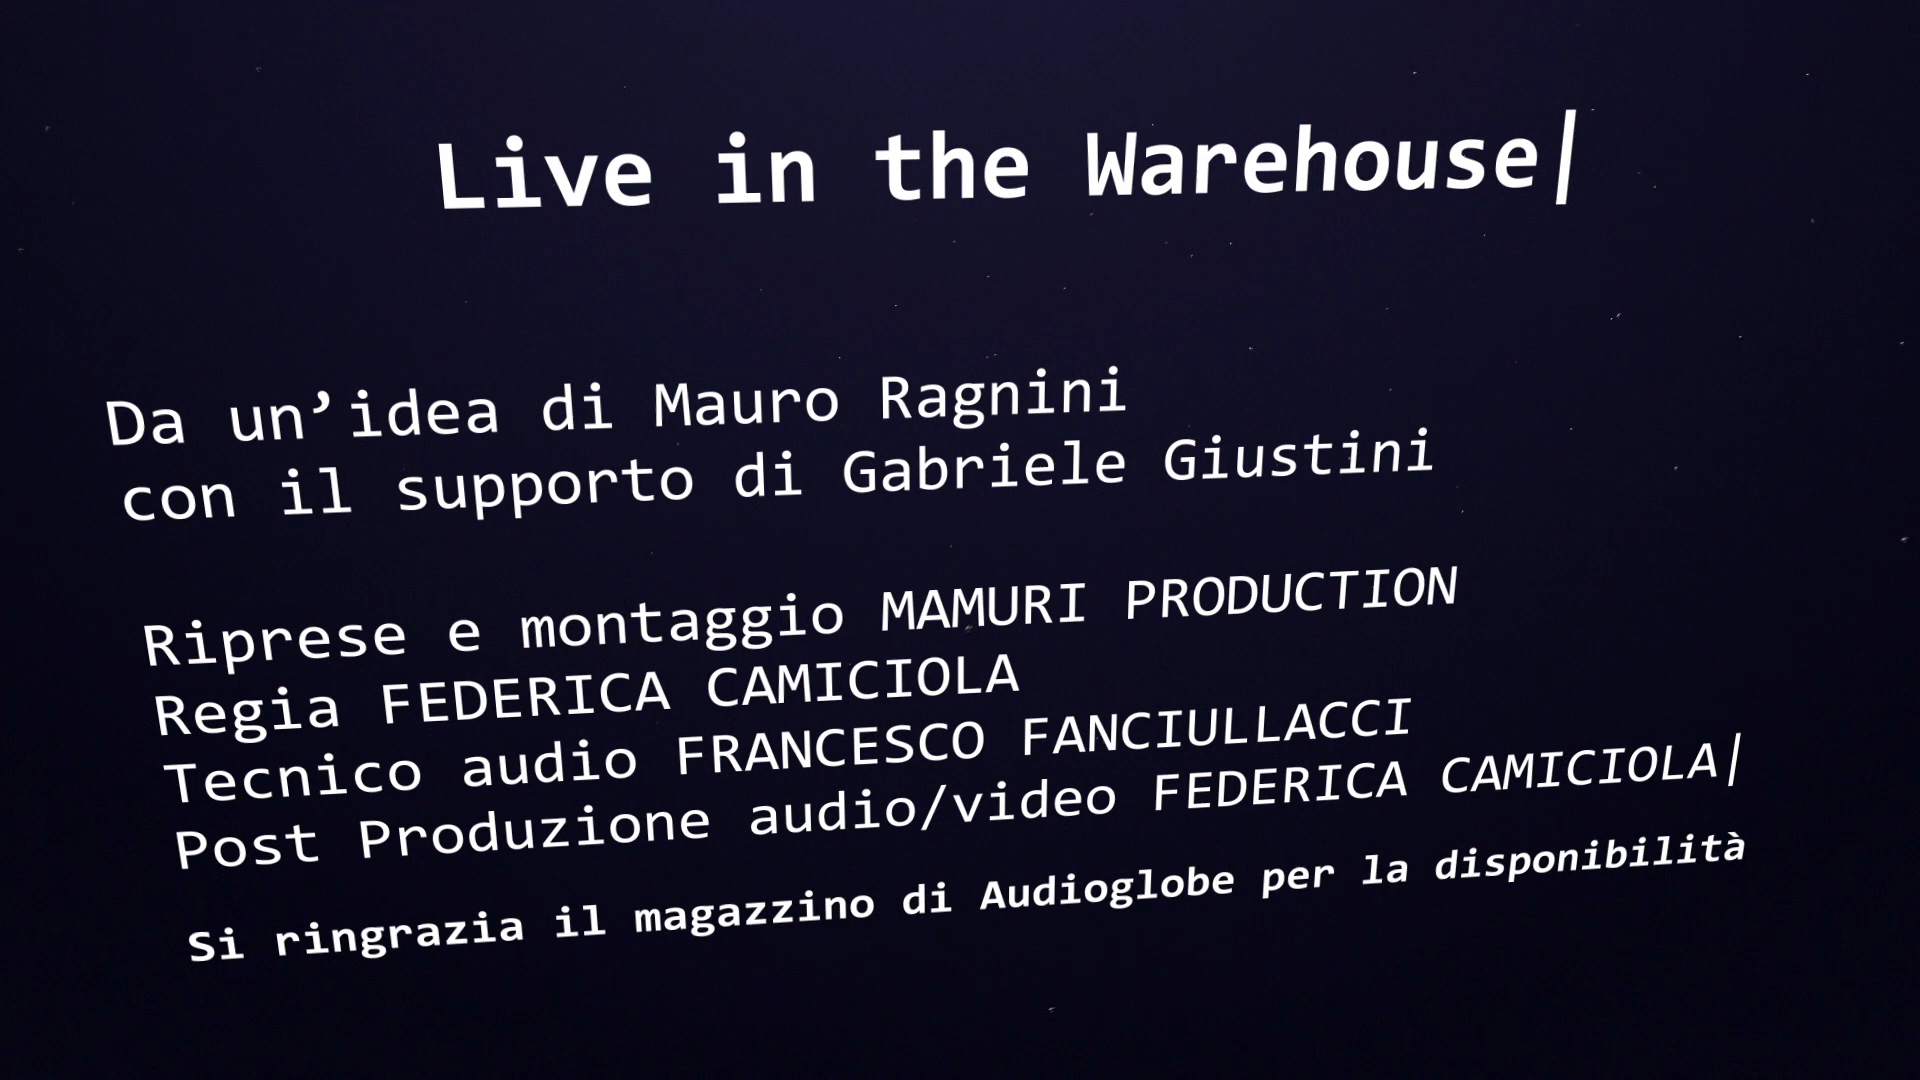 Live in the Warehouse|
Da un’idea di Mauro Ragnini
con il supporto di Gabriele Giustini
Riprese e montaggio MAMURI PRODUCTION
Regia FEDERICA CAMICIOLA
Tecnico audio FRANCESCO FANCIULLACCI
Post Produzione audio/video FEDERICA CAMICIOLA|
Si ringrazia il magazzino di Audioglobe per la disponibilità